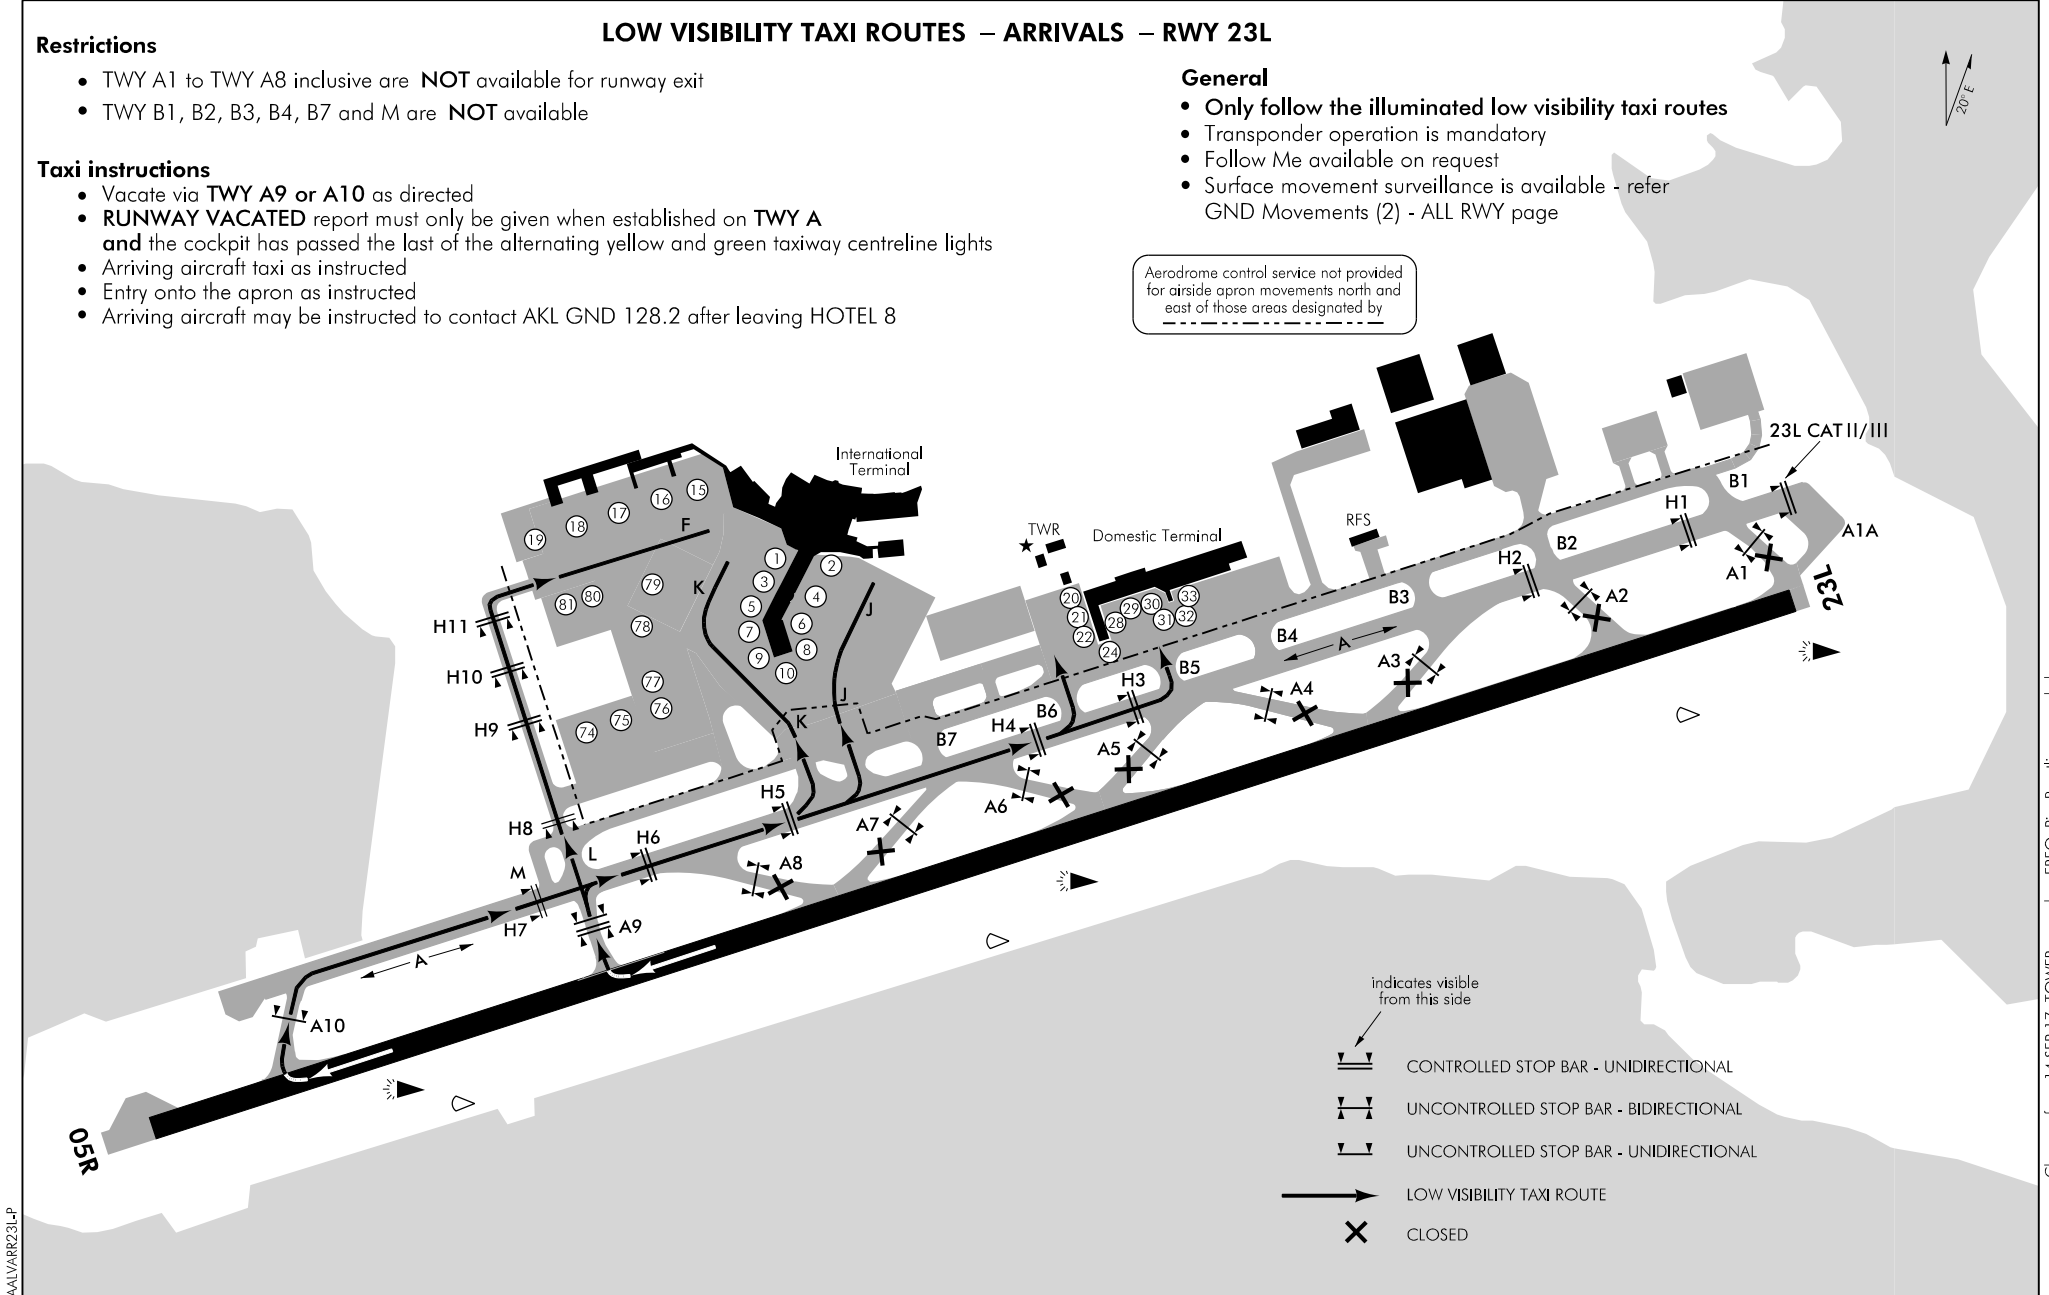 LOW VISIBILITY TAXI ROUTES – ARRIVALS – RWY 23L
Restrictions
• TWY A1 to TWY A8 inclusive are NOT available for runway exit
• TWY B1, B2, B3, B4, B7 and M are NOT available
Taxi instructions
• Vacate via TWY A9 or A10 as directed
• RUNWAY VACATED report must only be given when established on TWY A
and the cockpit has passed the last of the alternating yellow and green taxiway centreline lights
• Arriving aircraft taxi as instructed
• Entry onto the apron as instructed
• Arriving aircraft may be instructed to contact AKL GND 128.2 after leaving HOTEL 8
General
• Only follow the illuminated low visibility taxi routes
• Transponder operation is mandatory
• Follow Me available on request
• Surface movement surveillance is available - refer
GND Movements (2) - ALL RWY page
20° E
Aerodrome control service not provided
for airside apron movements north and
east of those areas designated by
International
Terminal
23L CAT II/III
B1
H1
A1A
A1
23L
B2
H2
A2
RFS
TWR
Domestic Terminal
B3
B4
A
A3
A4
B5
H3
A5
B6
H4
A6
B7
15
16
17
18
19
F
1
2
3
4
5
6
7
8
9
10
K
J
J
K
20
21
22
24
28
29
30
31
32
33
79
80
81
78
77
76
75
74
H11
H10
H9
H8
H5
H6
A7
A8
L
M
H7
A9
A
A10
05R
indicates visible
from this side
CONTROLLED STOP BAR - UNIDIRECTIONAL
UNCONTROLLED STOP BAR - BIDIRECTIONAL
UNCONTROLLED STOP BAR - UNIDIRECTIONAL
LOW VISIBILITY TAXI ROUTE
CLOSED
AALVARR23L-P